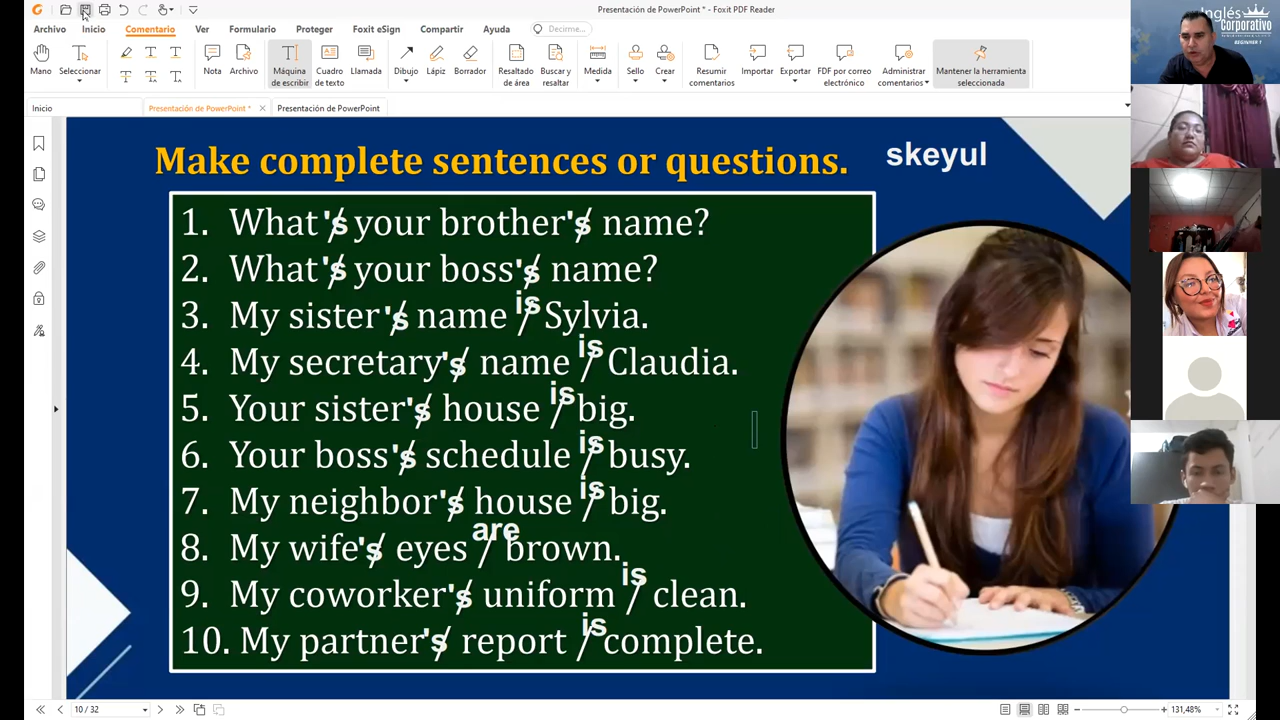 Presentación de PowerPoint * - Foxit PDF Reader
Archivo Inicio Comentario Ver Formulario Proteger Foxit eSign Compartir Ayuda Decirme...
Mano Seleccionar Nota Archivo Máquina de escribir Cuadro de texto Llamada Dibujo Lápiz Borrador Resaltado de área Buscar y resaltar Medida Sello Crear Resumir comentarios Importar Exportar PDF por correo electrónico Administrar comentarios Mantener la herramienta seleccionada
Inicio Presentación de PowerPoint * Presentación de PowerPoint
Inglés Corporativo
BEGINNER 1
Make complete sentences or questions. skeyul
1. What's/ your brother's/ name?
2. What's/ your boss's/ name?
3. My sister's/ name is / Sylvia.
4. My secretary's/ name is / Claudia.
5. Your sister's/ house is / big.
6. Your boss's/ schedule is / busy.
7. My neighbor's/ house is / big.
8. My wife's/ eyes are / brown.
9. My coworker's/ uniform is / clean.
10. My partner's/ report is / complete.
10 / 32 131,48%